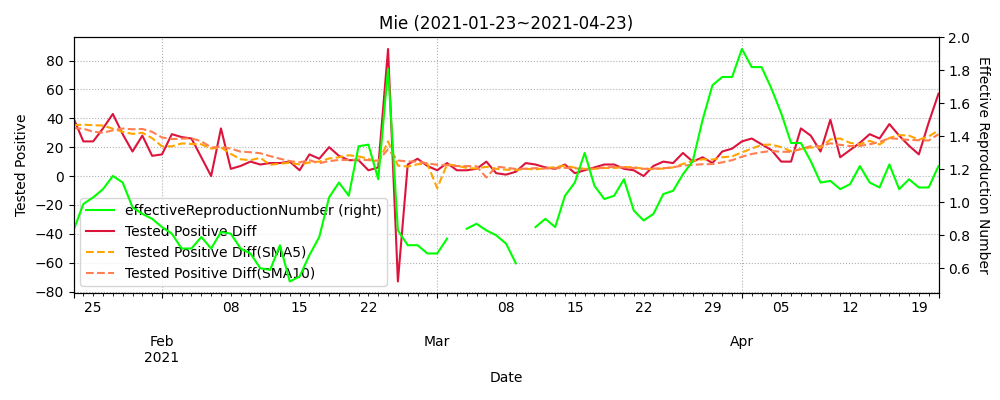 Mie (2021-01-23~2021-04-23)
Tested Positive
80
60
40
20
0
−20
−40
−60
−80
2.0
1.8
1.6
1.4
1.2
1.0
0.8
0.6
Effective Reproduction Number
effectiveReproductionNumber (right)
Tested Positive Diff
Tested Positive Diff(SMA5)
Tested Positive Diff(SMA10)
25 08 15 22 08 15 22 29 05 12 19
Feb Mar Apr
2021
Date